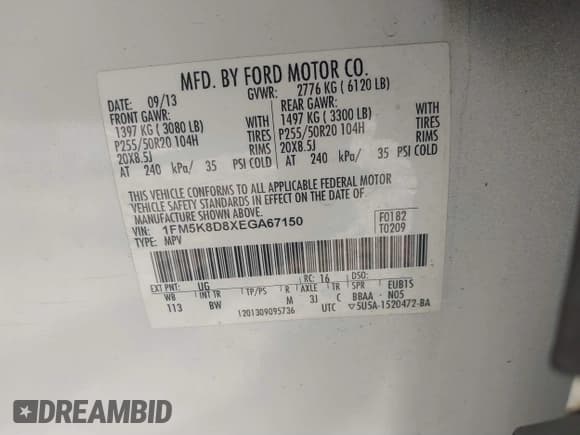 MFD. BY FORD MOTOR CO.
DATE: 09/13 GVWR: 2776 KG ( 6120 LB)
FRONT GAWR: REAR GAWR:
1397 KG ( 3080 LB) WITH 1497 KG ( 3300 LB) WITH
P255/50R20 104H TIRES P255/50R20 104H TIRES
20X8.5J RIMS 20X8.5J RIMS
AT 240 kPa/ 35 PSI COLD AT 240 kPa/ 35 PSI COLD
THIS VEHICLE CONFORMS TO ALL APPLICABLE FEDERAL MOTOR
VEHICLE SAFETY STANDARDS IN EFFECT ON THE DATE OF
MANUFACTURE SHOWN ABOVE.
VIN: 1FM5K8D8XEGA67150 F0182
TYPE: MPV T0209
EXT PNT: UG RC: 16 DSO:
WB INT TR TP/PS R AXLE TR SPR EUB1S
113 BW M 3J C BBAA N05
1201309095736 UTC ▽5U5A-1520472-BA
DREAMBID